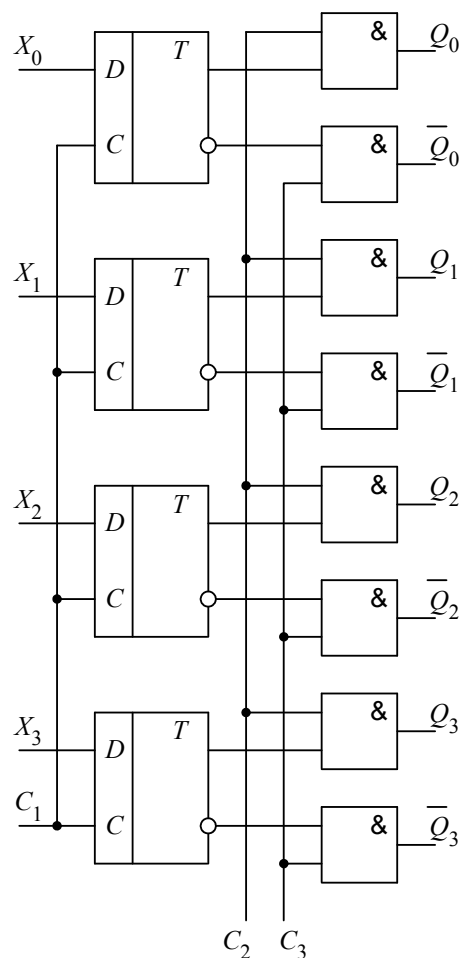 X₀ D T & Q₀
C & Q̅₀
X₁ D T & Q₁
C & Q̅₁
X₂ D T & Q₂
C & Q̅₂
X₃ D T & Q₃
C₁ C & Q̅₃
C₂ C₃